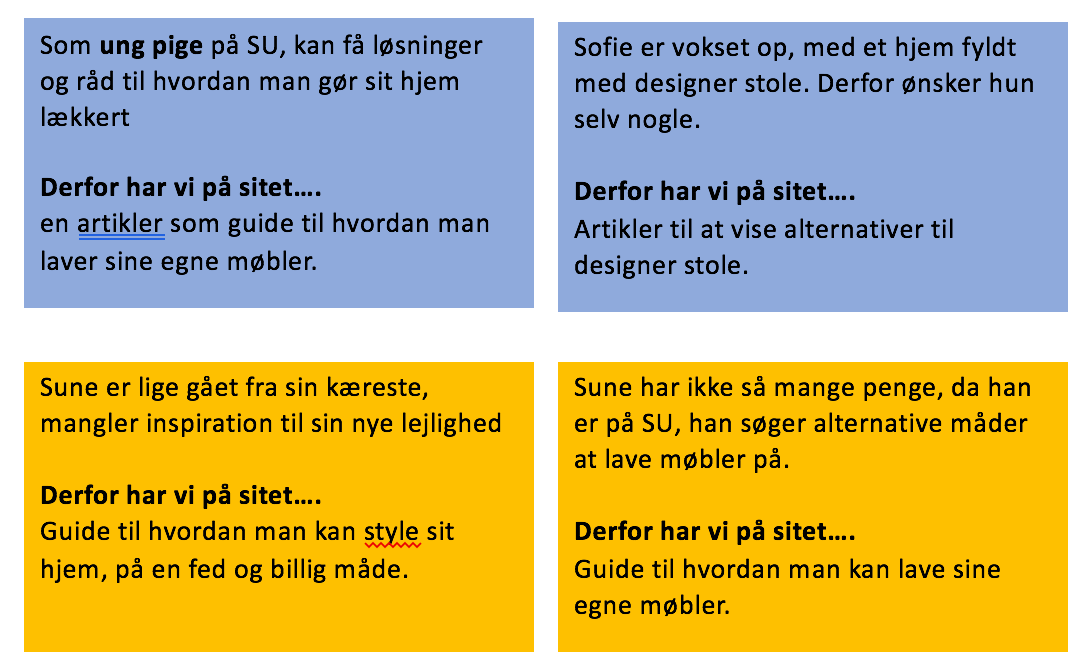 Som ung pige på SU, kan få løsninger
og råd til hvordan man gør sit hjem
lækkert
Derfor har vi på sitet....
en artikler som guide til hvordan man
laver sine egne møbler.
Sofie er vokset op, med et hjem fyldt
med designer stole. Derfor ønsker hun
selv nogle.
Derfor har vi på sitet....
Artikler til at vise alternativer til
designer stole.
Sune er lige gået fra sin kæreste,
mangler inspiration til sin nye lejlighed
Derfor har vi på sitet....
Guide til hvordan man kan style sit
hjem, på en fed og billig måde.
Sune har ikke så mange penge, da han
er på SU, han søger alternative måder
at lave møbler på.
Derfor har vi på sitet....
Guide til hvordan man kan lave sine
egne møbler.